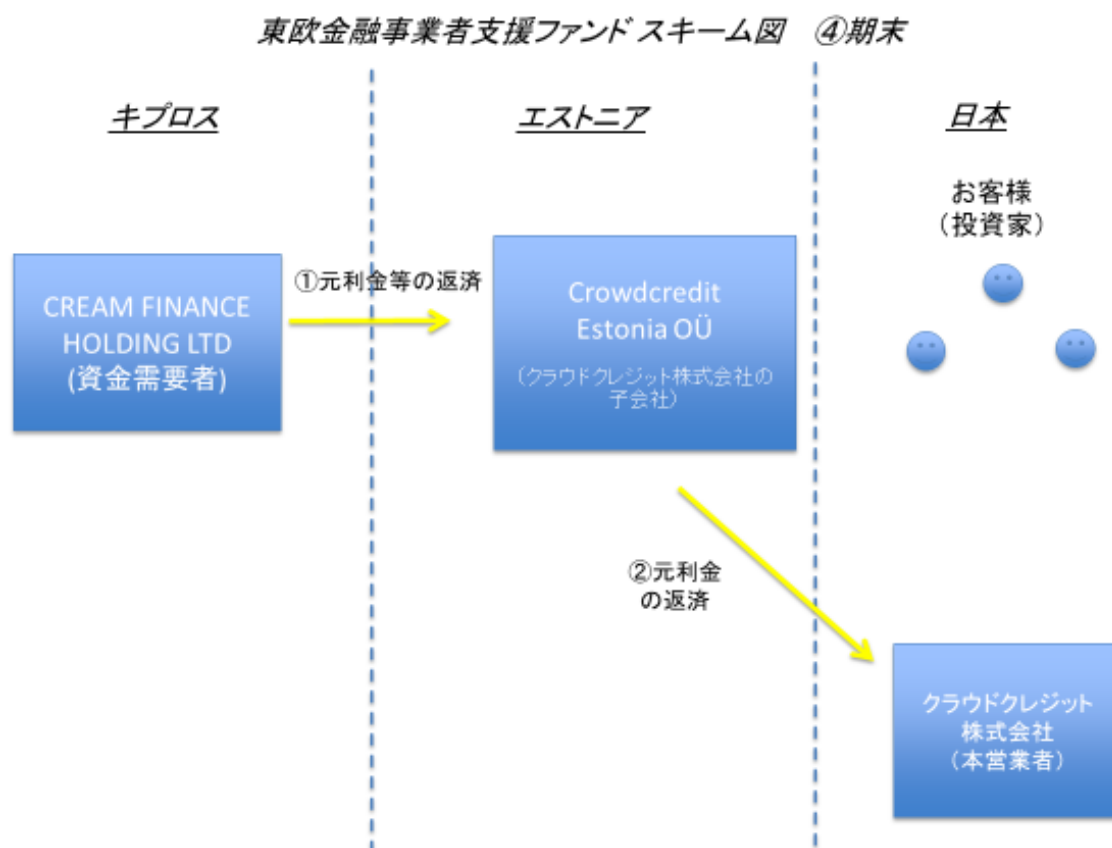 東欧金融事業者支援ファンド スキーム図　④期末
キプロス
エストニア
日本
お客様
（投資家）
CREAM FINANCE
HOLDING LTD
(資金需要者)
①元利金等の返済
Crowdcredit
Estonia OÜ
（クラウドクレジット株式会社の
子会社）
②元利金
の返済
クラウドクレジット
株式会社
（本営業者）